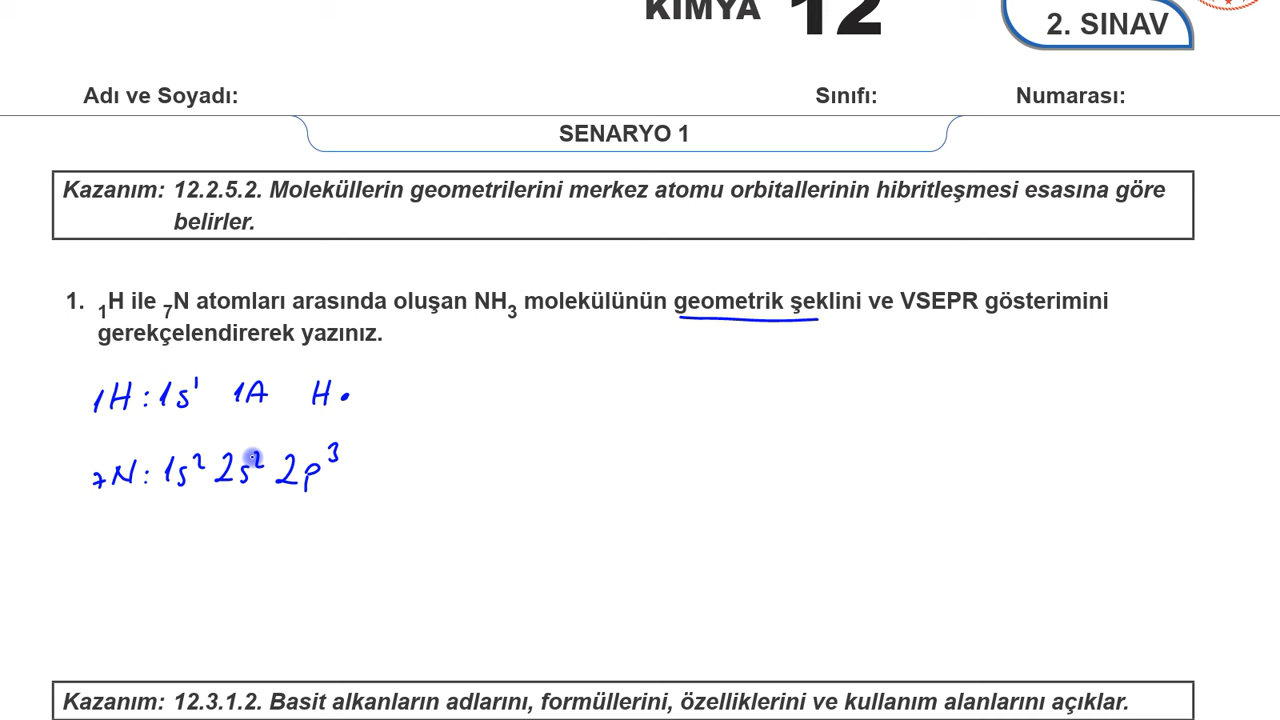 KİMYA 12
2. SINAV
Adı ve Soyadı: Sınıfı: Numarası:
SENARYO 1
Kazanım: 12.2.5.2. Moleküllerin geometrilerini merkez atomu orbitallerinin hibritleşmesi esasına göre
belirler.
1. ₁H ile ₇N atomları arasında oluşan NH₃ molekülünün geometrik şeklini ve VSEPR gösterimini
gerekçelendirerek yazınız.
₁H : 1s¹ 1A H•
₇N : 1s² 2s² 2p³
Kazanım: 12.3.1.2. Basit alkanların adlarını, formüllerini, özelliklerini ve kullanım alanlarını açıklar.